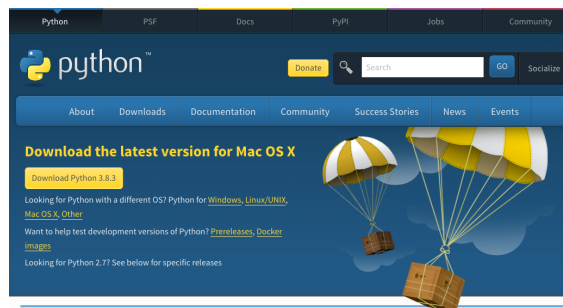 Python PSF Docs PyPI Jobs Community
python™ Donate Search GO Socialize
About Downloads Documentation Community Success Stories News Events
Download the latest version for Mac OS X
Download Python 3.8.3
Looking for Python with a different OS? Python for Windows, Linux/UNIX,
Mac OS X, Other
Want to help test development versions of Python? Prereleases, Docker
images
Looking for Python 2.7? See below for specific releases